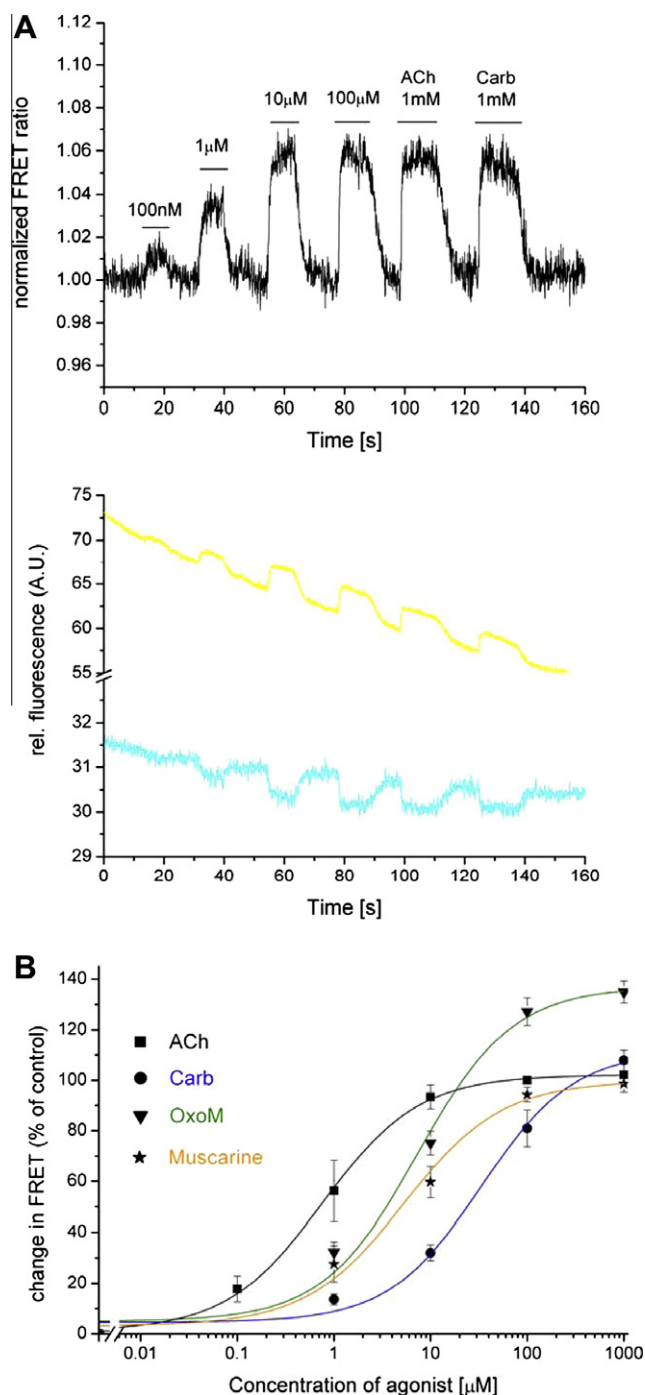 A
normalized FRET ratio
1.12
1.10
1.08
1.06
1.04
1.02
1.00
0.98
0.96
100nM
1μM
10μM
100μM
ACh
1mM
Carb
1mM
0 20 40 60 80 100 120 140 160
Time [s]
rel. fluorescence (A.U.)
75
70
65
60
55
32
31
30
29
0 20 40 60 80 100 120 140 160
Time [s]
B
change in FRET (% of control)
140
120
100
80
60
40
20
0
ACh
Carb
OxoM
Muscarine
0.01 0.1 1 10 100 1000
Concentration of agonist [μM]